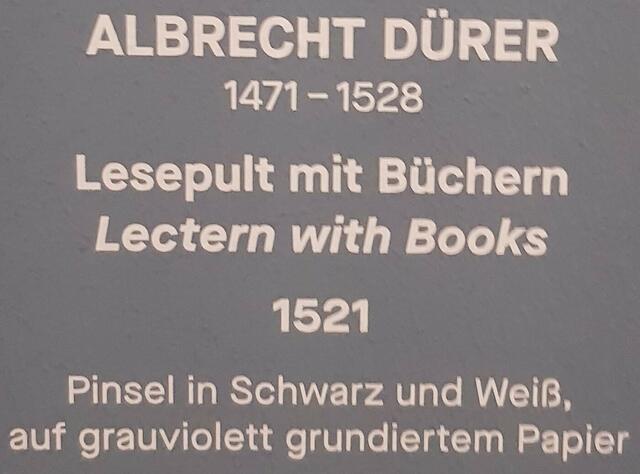 ALBRECHT DÜRER
1471 – 1528
Lesepult mit Büchern
Lectern with Books
1521
Pinsel in Schwarz und Weiß,
auf grauviolett grundiertem Papier